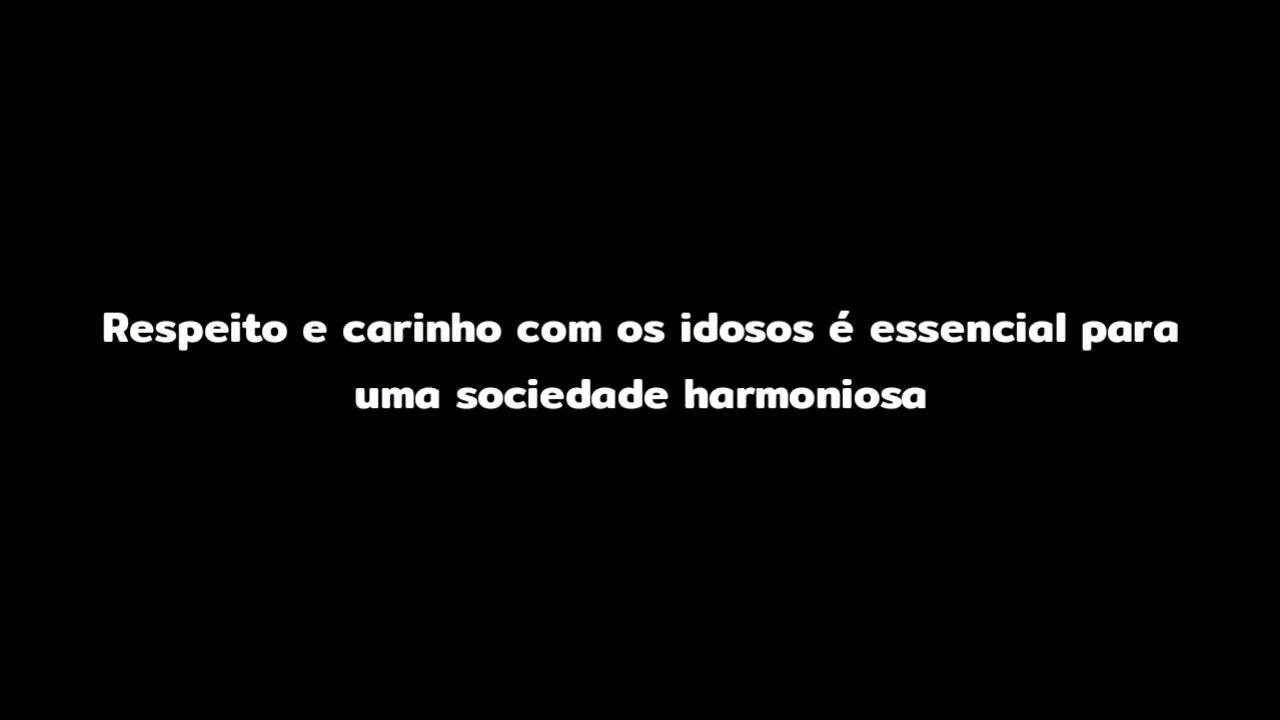 Respeito e carinho com os idosos é essencial para
uma sociedade harmoniosa